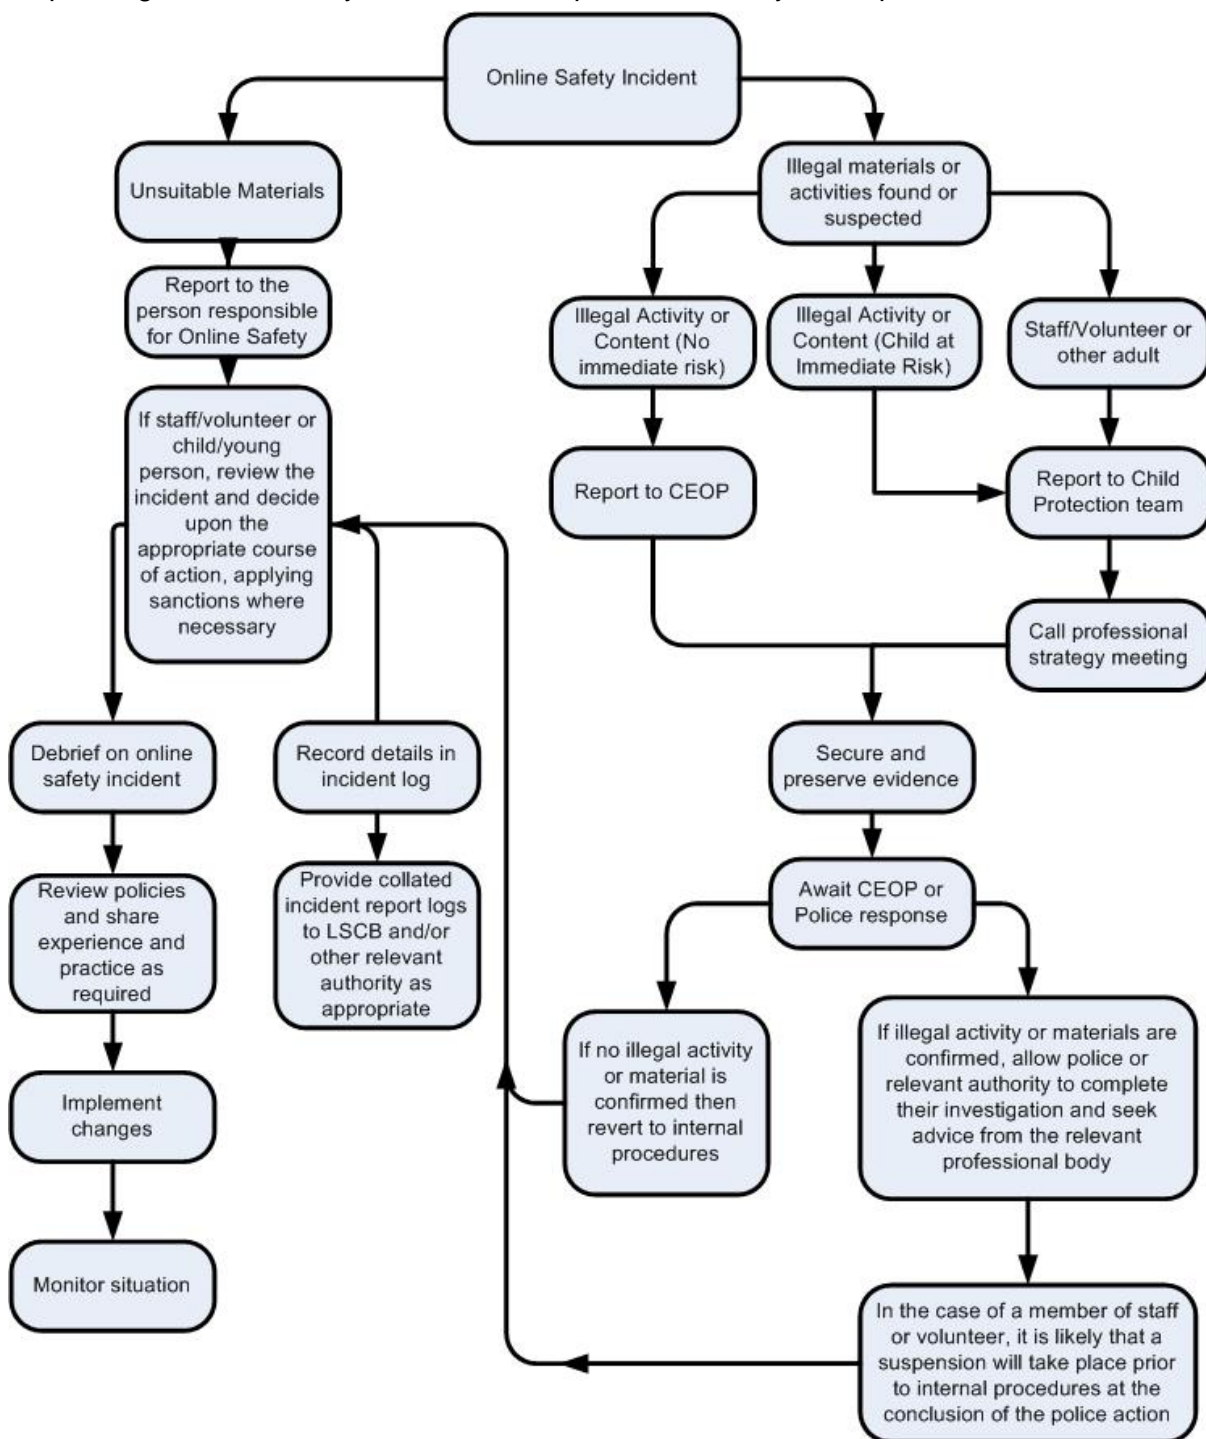 Online Safety Incident
Unsuitable Materials
Report to the
person responsible
for Online Safety
If staff/volunteer or
child/young
person, review the
incident and decide
upon the
appropriate course
of action, applying
sanctions where
necessary
Debrief on online
safety incident
Review policies
and share
experience and
practice as
required
Implement
changes
Monitor situation
Record details in
incident log
Provide collated
incident report logs
to LSCB and/or
other relevant
authority as
appropriate
Illegal materials or
activities found or
suspected
Illegal Activity or
Content (No
immediate risk)
Illegal Activity or
Content (Child at
Immediate Risk)
Staff/Volunteer or
other adult
Report to CEOP
Report to Child
Protection team
Call professional
strategy meeting
Secure and
preserve evidence
Await CEOP or
Police response
If no illegal activity
or material is
confirmed then
revert to internal
procedures
If illegal activity or materials are
confirmed, allow police or
relevant authority to complete
their investigation and seek
advice from the relevant
professional body
In the case of a member of staff
or volunteer, it is likely that a
suspension will take place prior
to internal procedures at the
conclusion of the police action